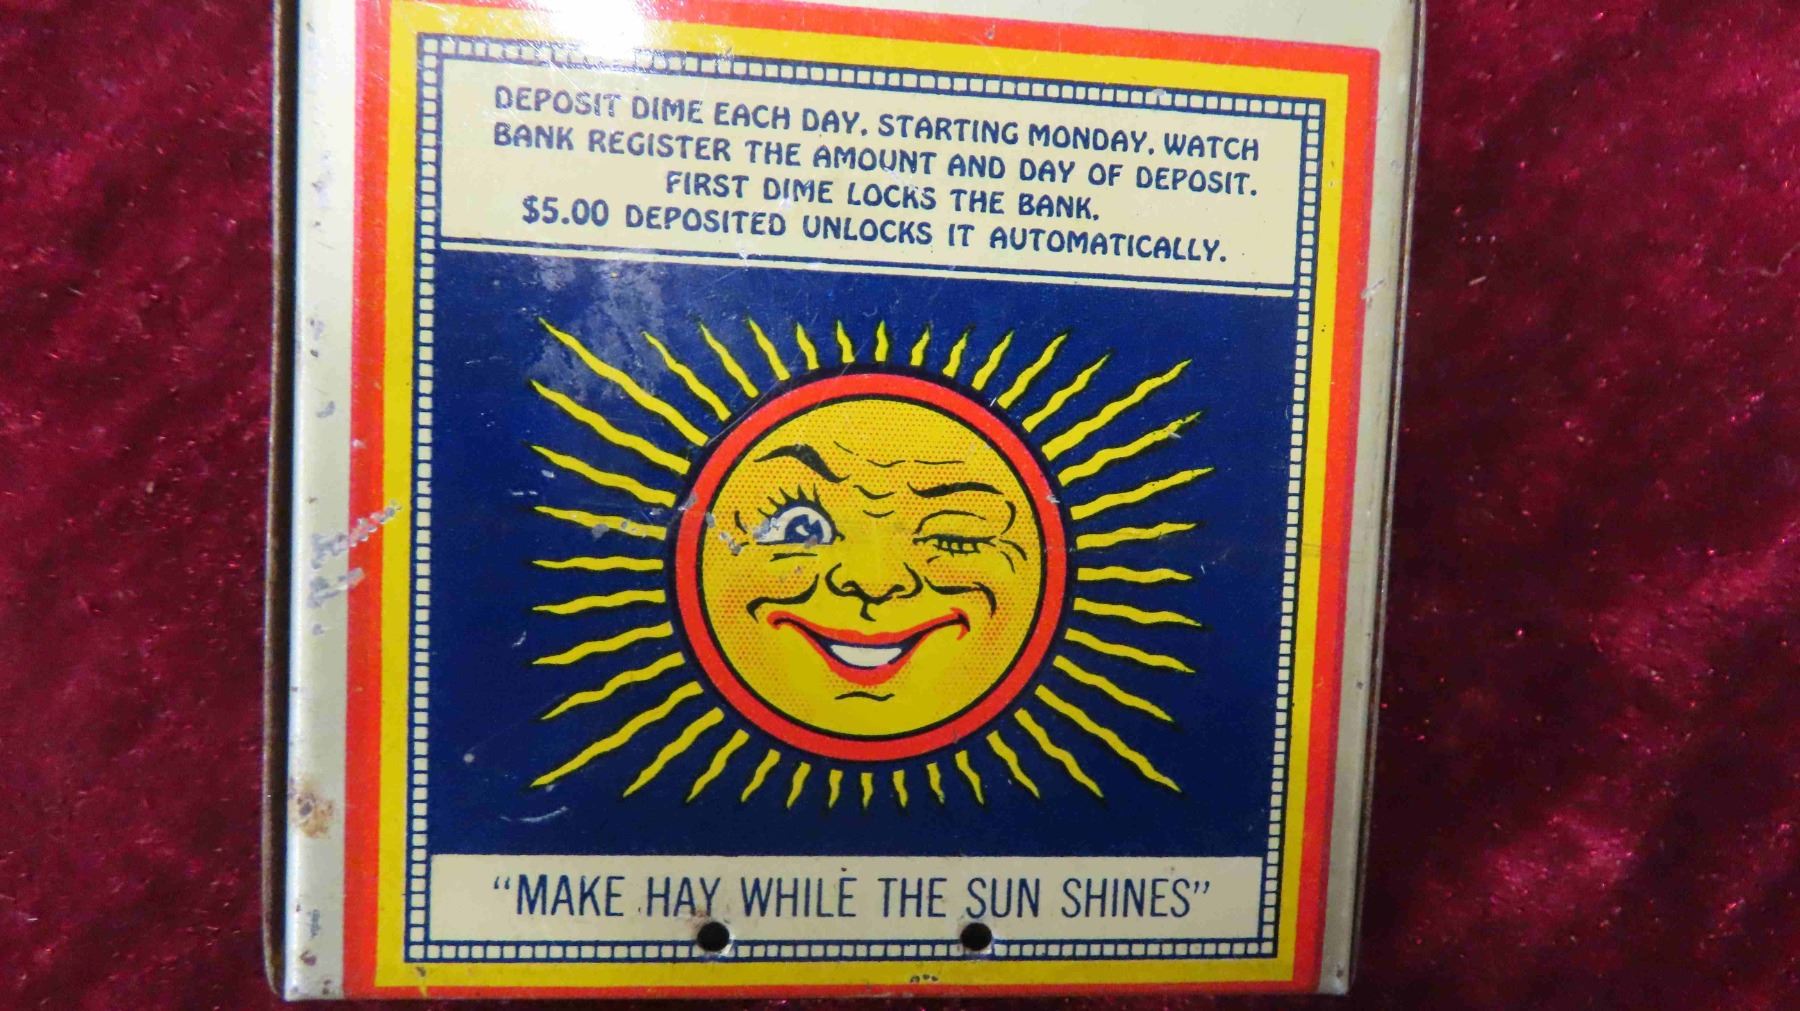 DEPOSIT DIME EACH DAY. STARTING MONDAY. WATCH
BANK REGISTER THE AMOUNT AND DAY OF DEPOSIT.
FIRST DIME LOCKS THE BANK.
$5.00 DEPOSITED UNLOCKS IT AUTOMATICALLY.
"MAKE HAY WHILE THE SUN SHINES"